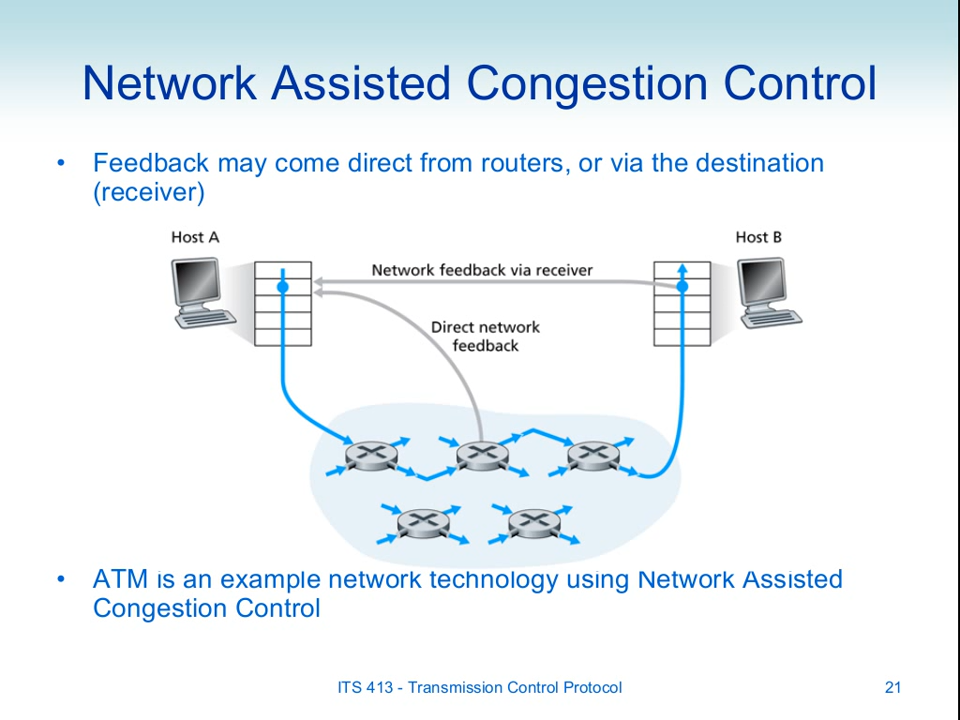 Network Assisted Congestion Control
• Feedback may come direct from routers, or via the destination
(receiver)
Host A
Host B
Network feedback via receiver
Direct network
feedback
• ATM is an example network technology using Network Assisted
Congestion Control
ITS 413 - Transmission Control Protocol
21